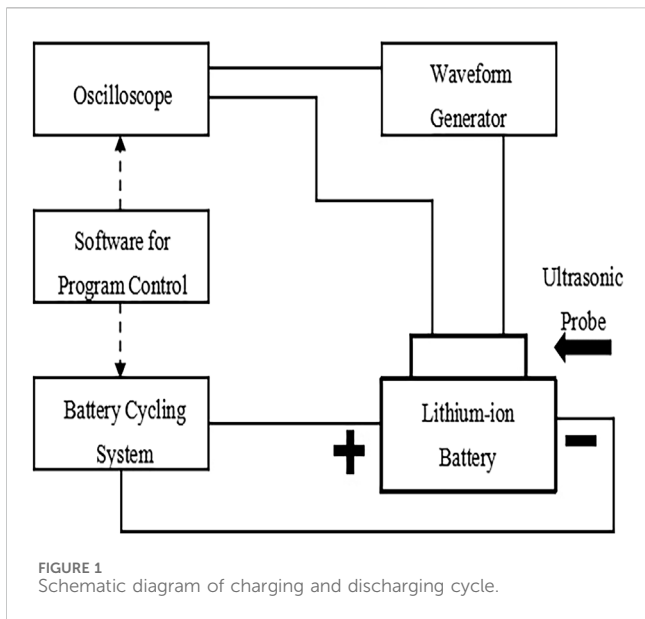 Oscilloscope
Waveform
Generator
Software for
Program Control
Ultrasonic
Probe
Battery Cycling
System
Lithium-ion
Battery
+
−
FIGURE 1
Schematic diagram of charging and discharging cycle.